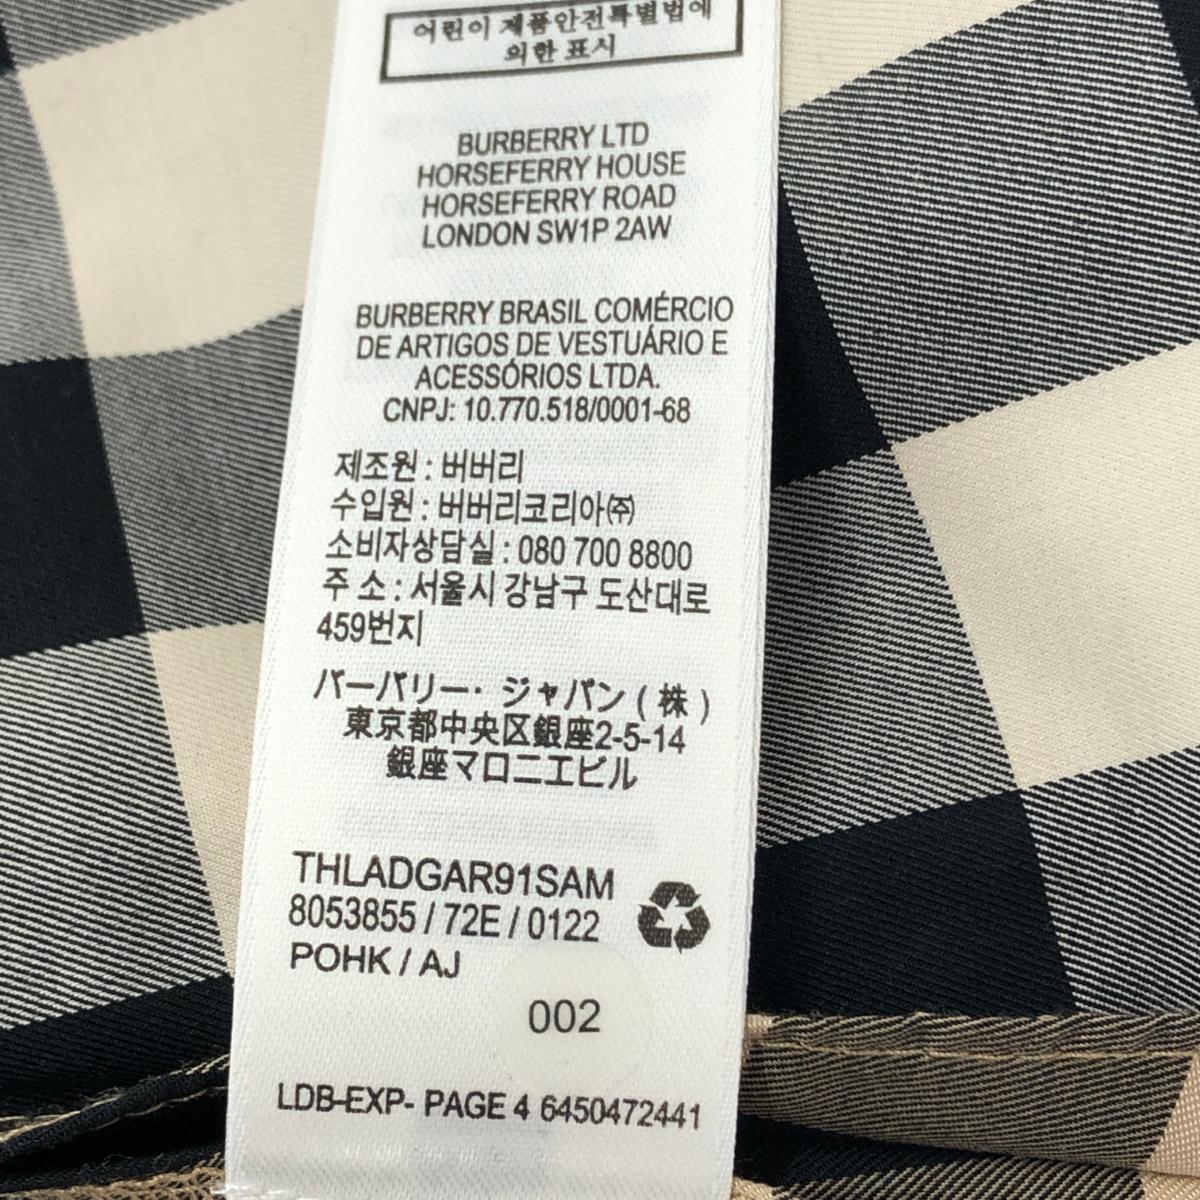 어린이 제품안전특별법에
의한 표시
BURBERRY LTD
HORSEFERRY HOUSE
HORSEFERRY ROAD
LONDON SW1P 2AW
BURBERRY BRASIL COMÉRCIO
DE ARTIGOS DE VESTUÁRIO E
ACESSÓRIOS LTDA.
CNPJ: 10.770.518/0001-68
제조원 : 버버리
수입원 : 버버리코리아㈜
소비자상담실 : 080 700 8800
주 소 : 서울시 강남구 도산대로
459번지
バーバリー・ジャパン ( 株 )
東京都中央区銀座2-5-14
銀座マロニエビル
THLADGAR91SAM
8053855 / 72E / 0122
POHK / AJ
002
LDB-EXP- PAGE 4 6450472441